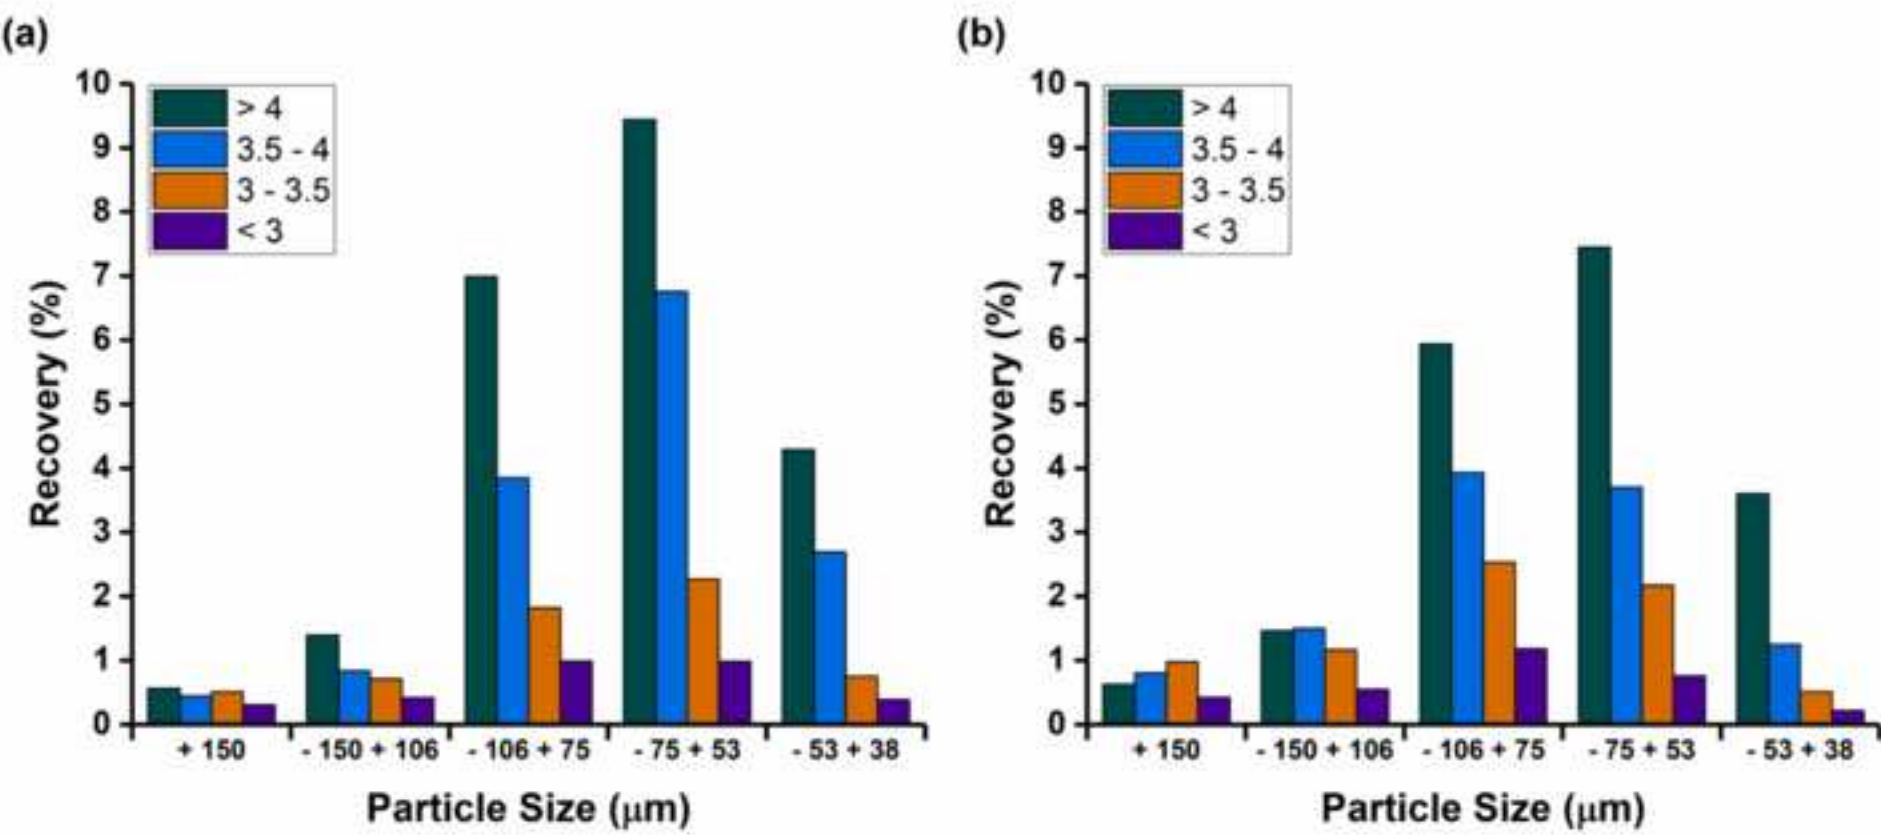 (a)
10
9
8
7
6
5
4
3
2
1
0
Recovery (%)
> 4
3.5 - 4
3 - 3.5
< 3
+ 150
- 150 + 106
- 106 + 75
- 75 + 53
- 53 + 38
Particle Size (μm)
(b)
10
9
8
7
6
5
4
3
2
1
0
Recovery (%)
> 4
3.5 - 4
3 - 3.5
< 3
+ 150
- 150 + 106
- 106 + 75
- 75 + 53
- 53 + 38
Particle Size (μm)